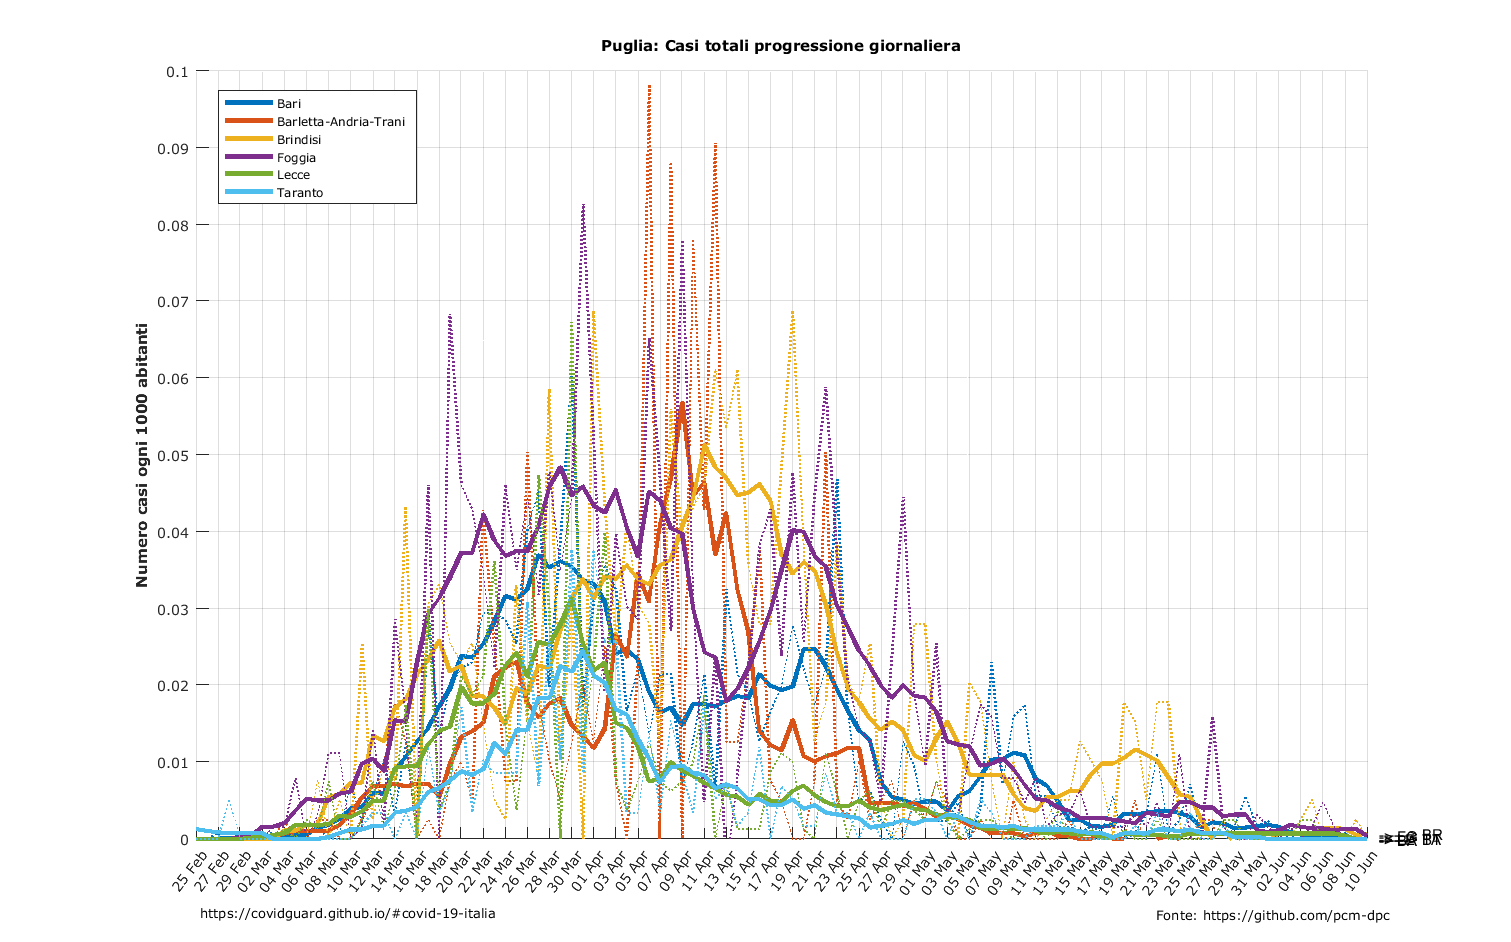 Puglia: Casi totali progressione giornaliera
0.1
0.09
0.08
0.07
0.06
0.05
0.04
0.03
0.02
0.01
0
Numero casi ogni 1000 abitanti
Bari
Barletta-Andria-Trani
Brindisi
Foggia
Lecce
Taranto
BR
25 Feb
27 Feb
29 Feb
02 Mar
04 Mar
06 Mar
08 Mar
10 Mar
12 Mar
14 Mar
16 Mar
18 Mar
20 Mar
22 Mar
24 Mar
26 Mar
28 Mar
30 Mar
01 Apr
03 Apr
05 Apr
07 Apr
09 Apr
11 Apr
13 Apr
15 Apr
17 Apr
19 Apr
21 Apr
23 Apr
25 Apr
27 Apr
29 Apr
01 May
03 May
05 May
07 May
09 May
11 May
13 May
15 May
17 May
19 May
21 May
23 May
25 May
27 May
29 May
31 May
02 Jun
04 Jun
06 Jun
08 Jun
10 Jun
https://covidguard.github.io/#covid-19-italia
Fonte: https://github.com/pcm-dpc